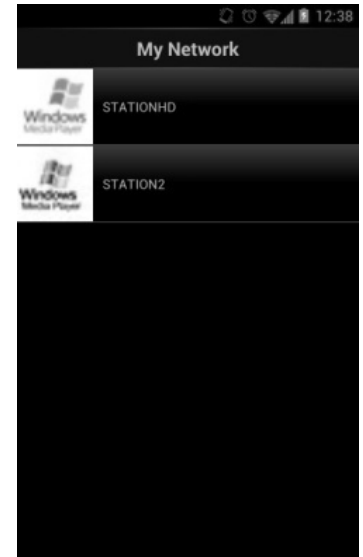 12:38
My Network
Windows
Media Player
STATIONHD
Windows
Media Player
STATION2